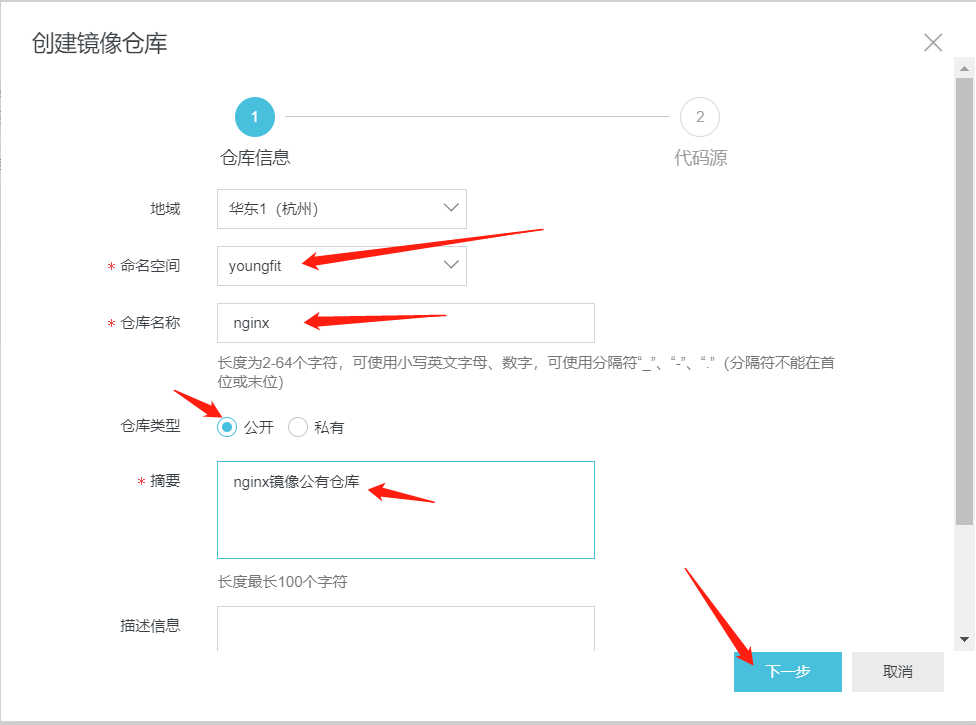 创建镜像仓库
1
2
仓库信息
代码源
地域
华东1（杭州）
* 命名空间
youngfit
* 仓库名称
nginx
长度为2-64个字符，可使用小写英文字母、数字，可使用分隔符“_”、“-”、“.”（分隔符不能在首
位或末位）
仓库类型
公开
私有
* 摘要
nginx镜像公有仓库
长度最长100个字符
描述信息
下一步
取消